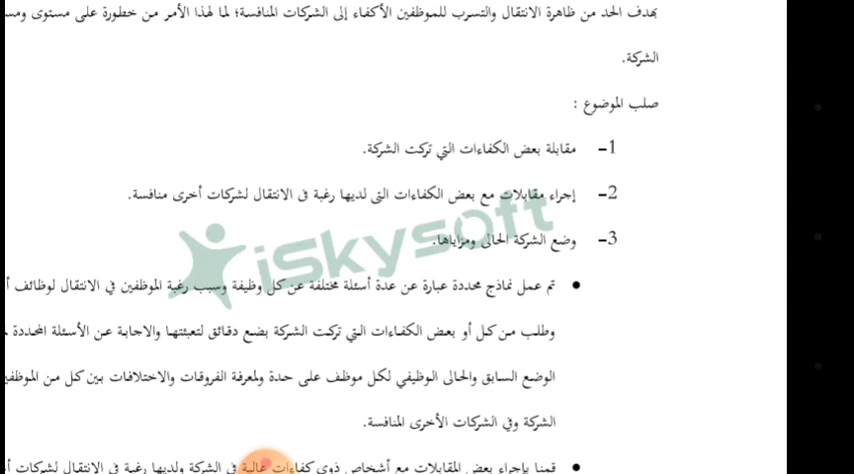 بهدف الحد من ظاهرة الانتقال والتسرب للموظفين الأكفاء إلى الشركات المنافسة؛ لما لهذا الأمر من خطورة على مستوى
الشركة.
صلب الموضوع :
1- مقابلة بعض الكفاءات التي تركت الشركة.
2- إجراء مقابلات مع بعض الكفاءات التى لديها رغبة فى الانتقال لشركات أخرى منافسة.
3- وضع الشركة الحالى ومزاياها.
iSkysoft
• تم عمل نماذج محددة عبارة عن عدة أسئلة مختلفة عن كل وظيفة وسبب رغبة الموظفين في الانتقال لوظائف
وطلب من كل أو بعض الكفاءات التي تركت الشركة بضع دقائق لتعبئتها والاجابة عن الأسئلة المحددة
الوضع السابق والحالى الوظيفي لكل موظف على حدة ولمعرفة الفروقات والاختلافات بين كل من
الشركة وفي الشركات الأخرى المنافسة.
• قمنا بإجراء بعض المقابلات مع أشخاص ذوي كفاءات عالية في الشركة ولديها رغبة في الانتقال لشركات